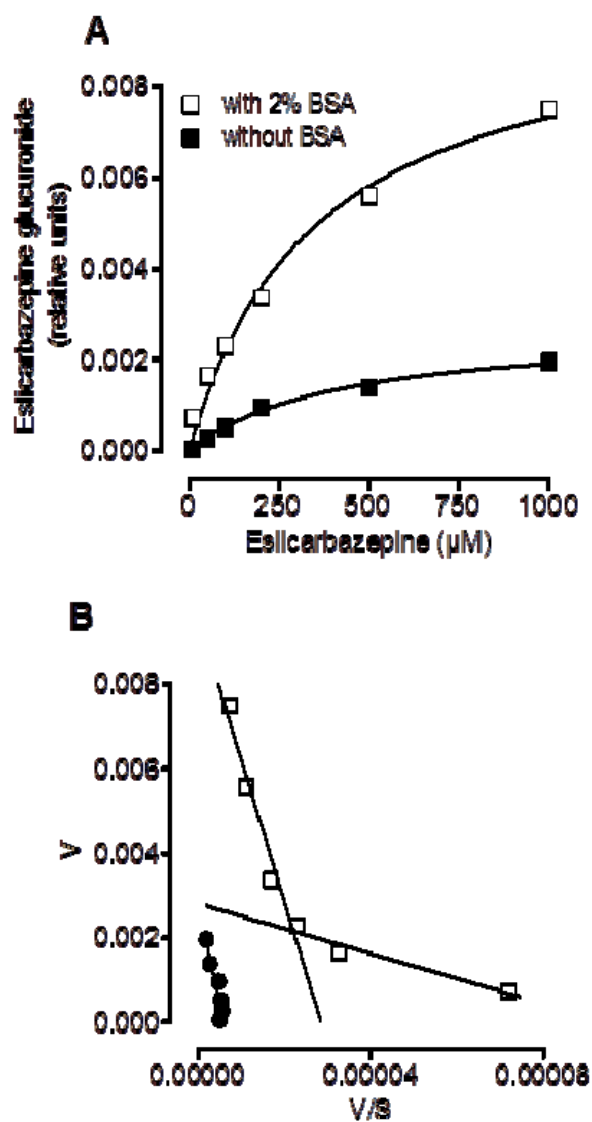 A
Eslicarbazepine glucuronide
(relative units)
0.008
0.006
0.004
0.002
0.000
with 2% BSA
without BSA
0 250 500 750 1000
Eslicarbazepine (µM)
B
V
0.008
0.006
0.004
0.002
0.000
0.00000 0.00004 0.00008
V/S